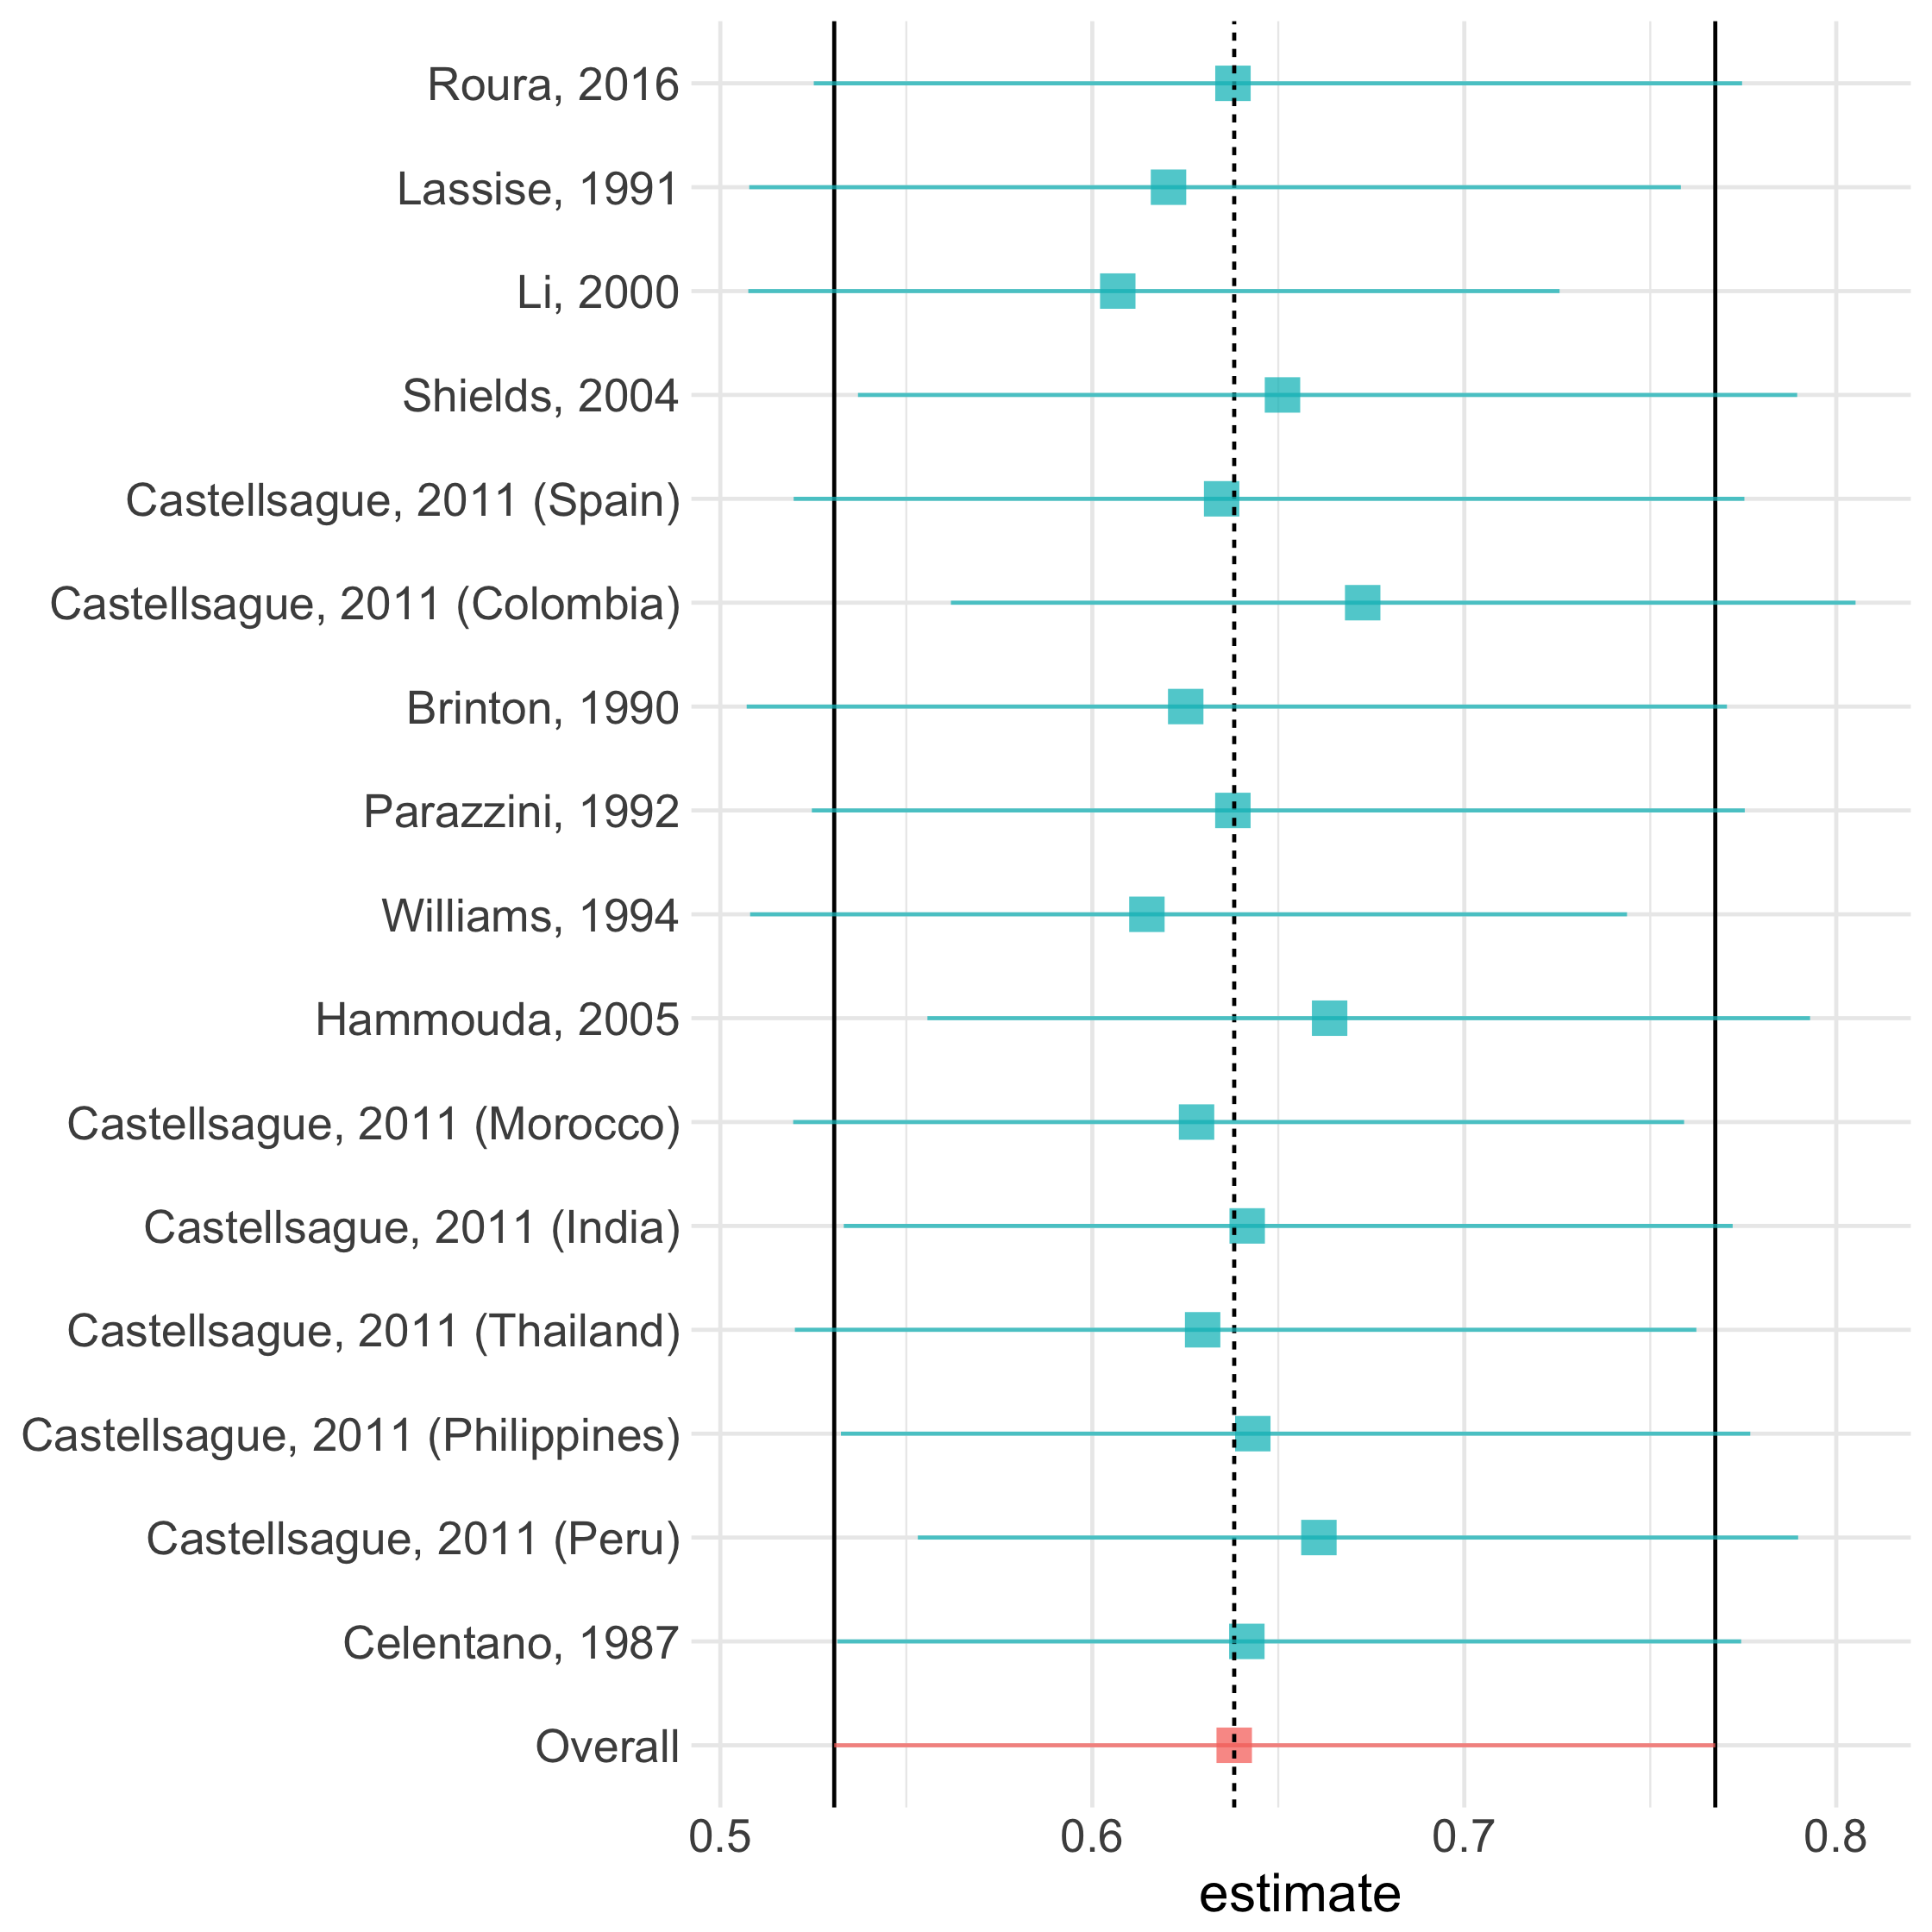 Roura, 2016
Lassise, 1991
Li, 2000
Shields, 2004
Castellsague, 2011 (Spain)
Castellsague, 2011 (Colombia)
Brinton, 1990
Parazzini, 1992
Williams, 1994
Hammouda, 2005
Castellsague, 2011 (Morocco)
Castellsague, 2011 (India)
Castellsague, 2011 (Thailand)
Castellsague, 2011 (Philippines)
Castellsague, 2011 (Peru)
Celentano, 1987
Overall
0.5 0.6 0.7 0.8
estimate